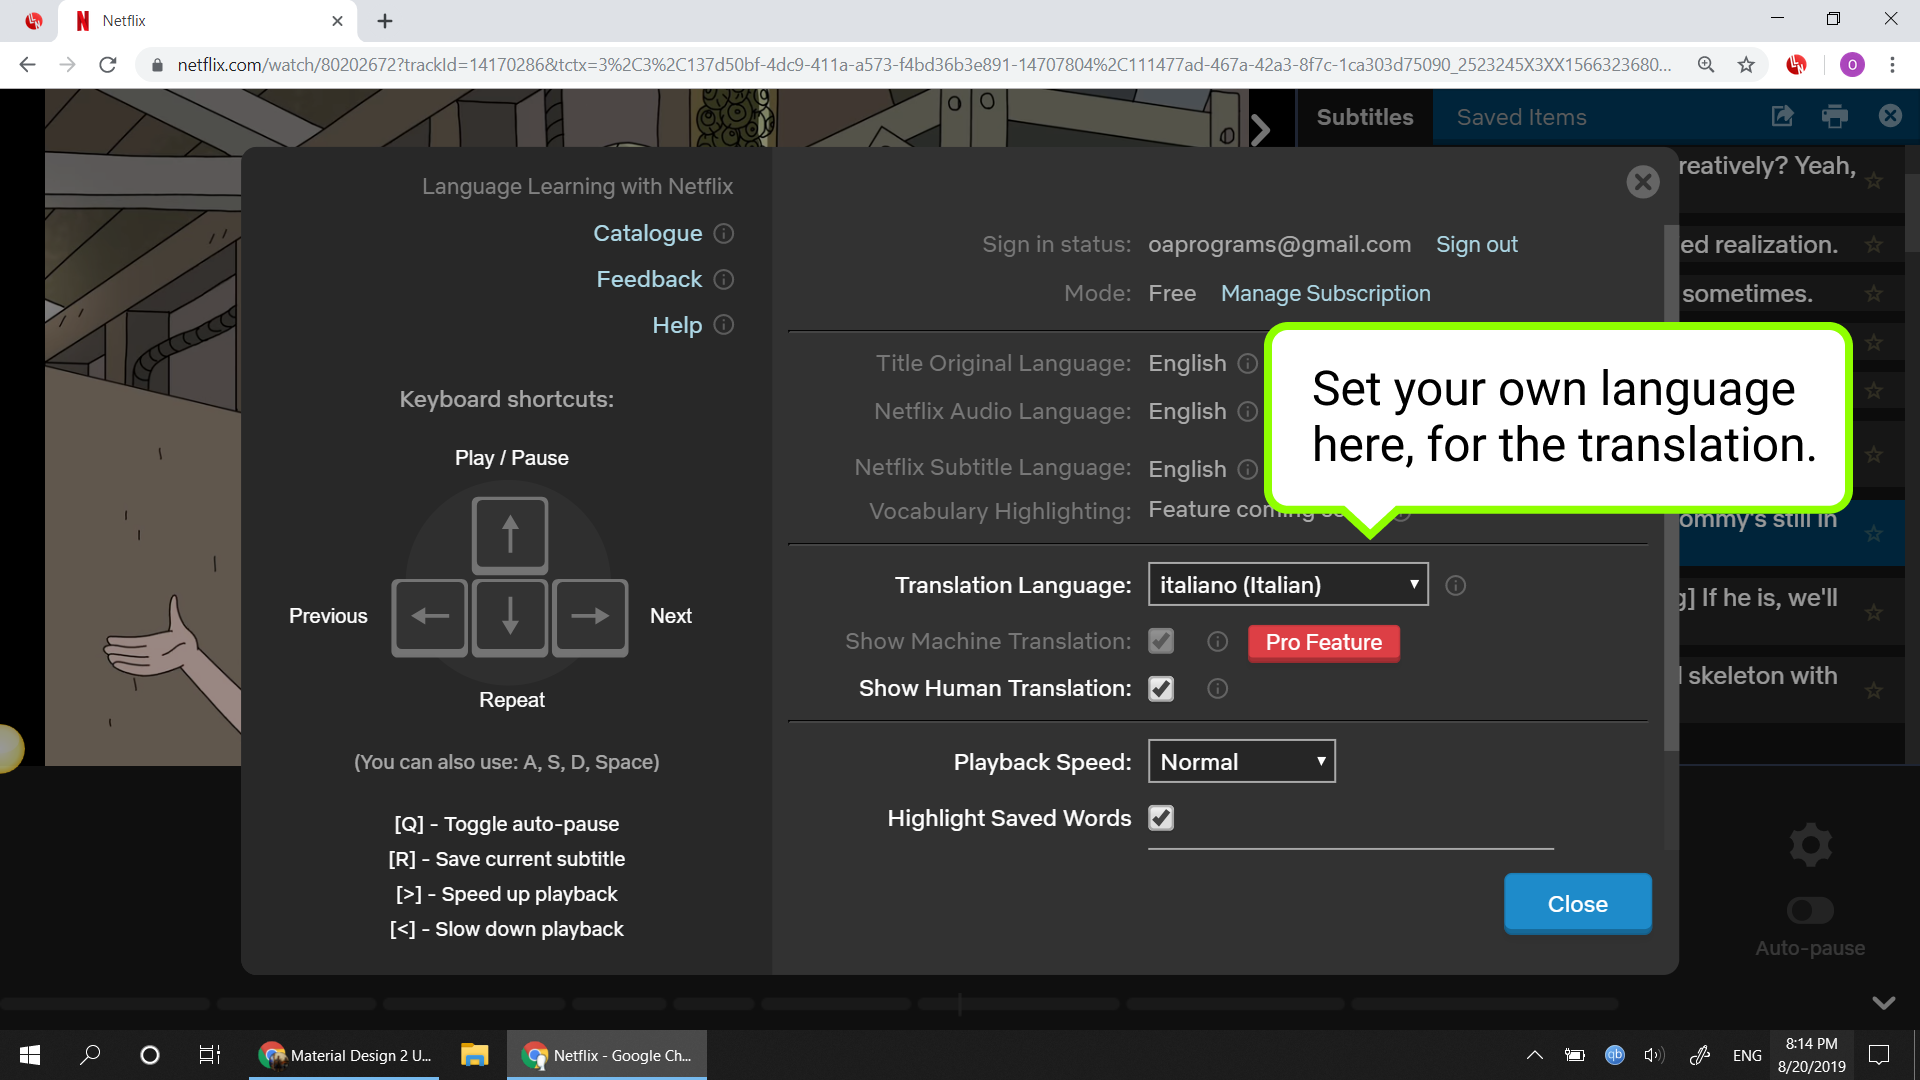 Netflix
netflix.com/watch/80202672?trackId=14170286&tctx=3%2C3%2C137d50bf-4dc9-411a-a573-f4bd36b3e891-14707804%2C111477ad-467a-42a3-8f7c-1ca303d75090_2523245X3XX1566323680...
O
Subtitles
Saved Items
reatively? Yeah,
ed realization.
sometimes.
ommy's still in
g] If he is, we'll
skeleton with
Language Learning with Netflix
Catalogue
Feedback
Help
Keyboard shortcuts:
Play / Pause
Previous
Next
Repeat
(You can also use: A, S, D, Space)
[Q] - Toggle auto-pause
[R] - Save current subtitle
[>] - Speed up playback
[<] - Slow down playback
Sign in status: oaprograms@gmail.com Sign out
Mode: Free Manage Subscription
Title Original Language: English
Netflix Audio Language: English
Netflix Subtitle Language: English
Vocabulary Highlighting: Feature coming
Set your own language
here, for the translation.
Translation Language: italiano (Italian)
Show Machine Translation: Pro Feature
Show Human Translation:
Playback Speed: Normal
Highlight Saved Words
Close
Auto-pause
Material Design 2 U...
Netflix - Google Ch...
qb
ENG
8:14 PM
8/20/2019